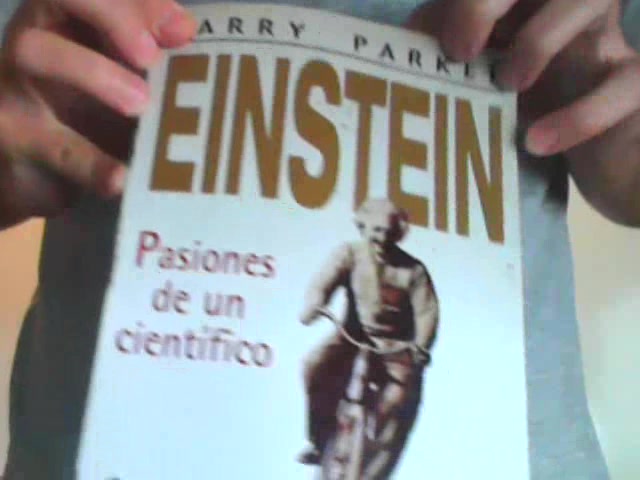 ARRY PARKE
EINSTEIN
Pasiones
de un
científico